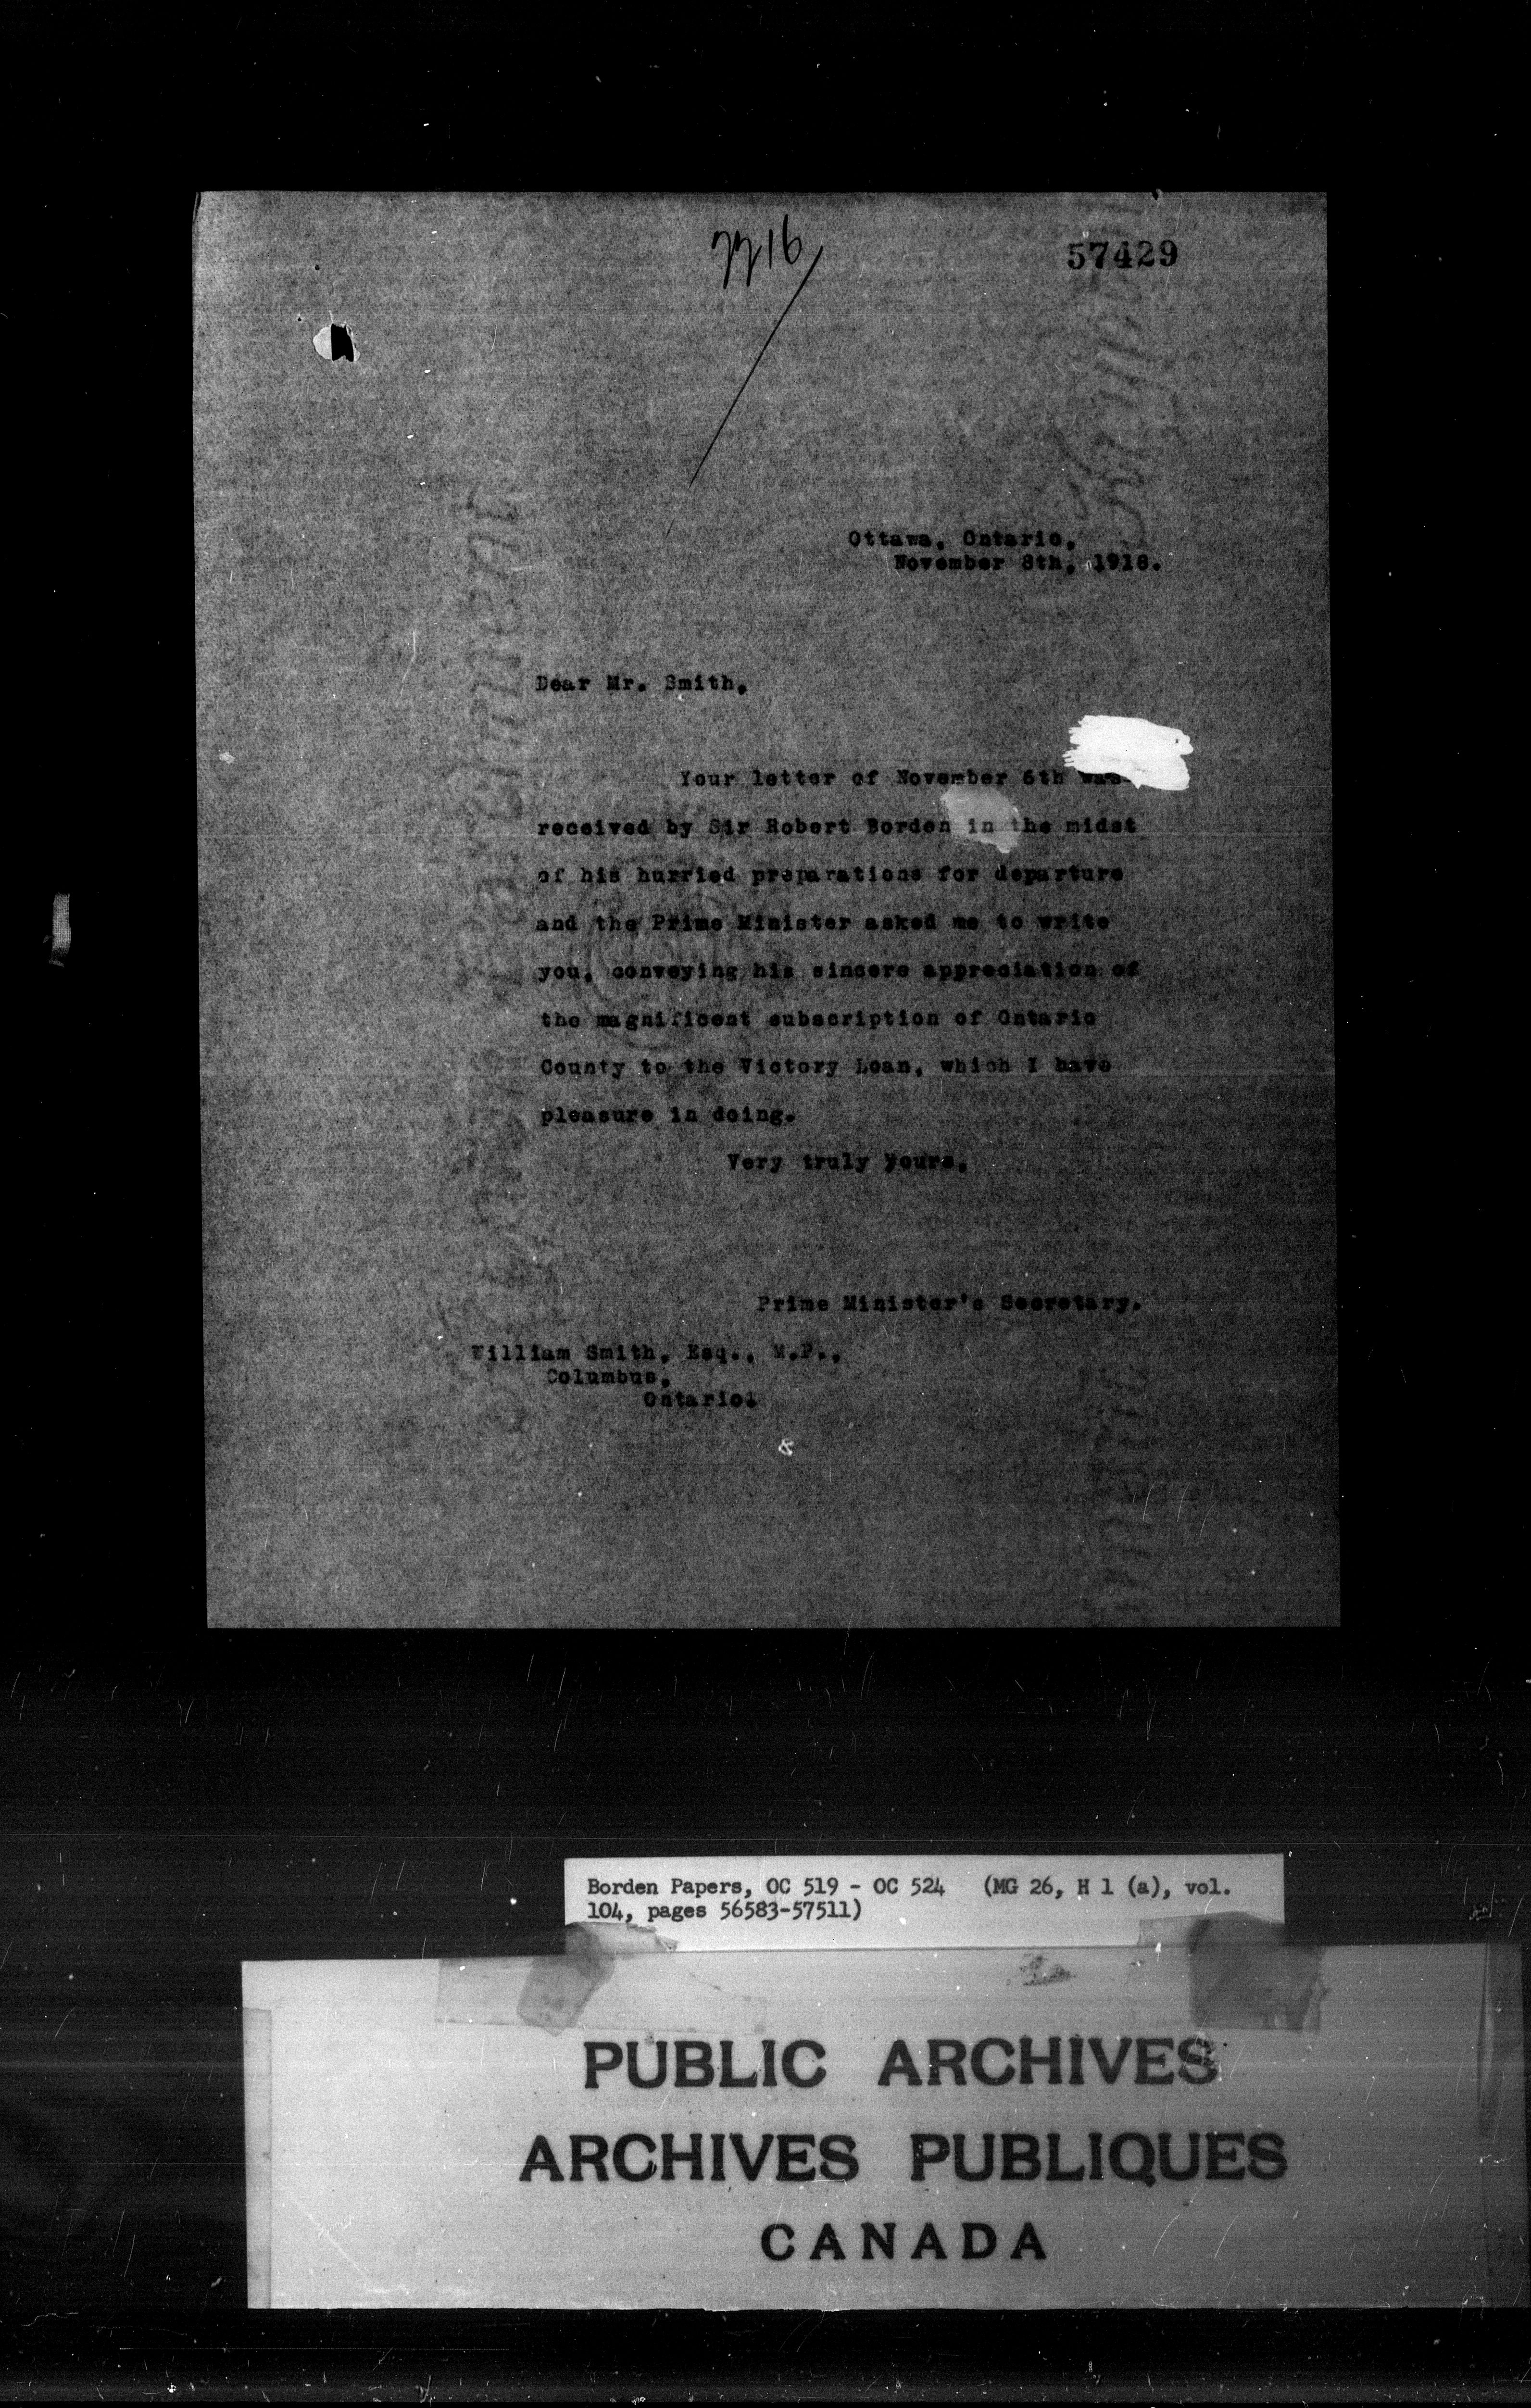 57429
Ottawa, Ontario,
November 8th, 1918.
Dear Mr. Smith,
Your letter of November 6th was
received by Sir Robert Borden in the midst
of his hurried preparations for departure
and the Prime Minister asked me to write
you, conveying his sincere appreciation of
the magnificent subscription of Ontario
County to the Victory Loan, which I have
pleasure in doing.
Very truly yours,
Prime Minister's Secretary.
William Smith, Esq., M.P.,
Columbus,
Ontario.
Borden Papers, OC 519 - OC 524 (MG 26, H 1 (a), vol.
104, pages 56583-57511)
PUBLIC ARCHIVES
ARCHIVES PUBLIQUES
CANADA